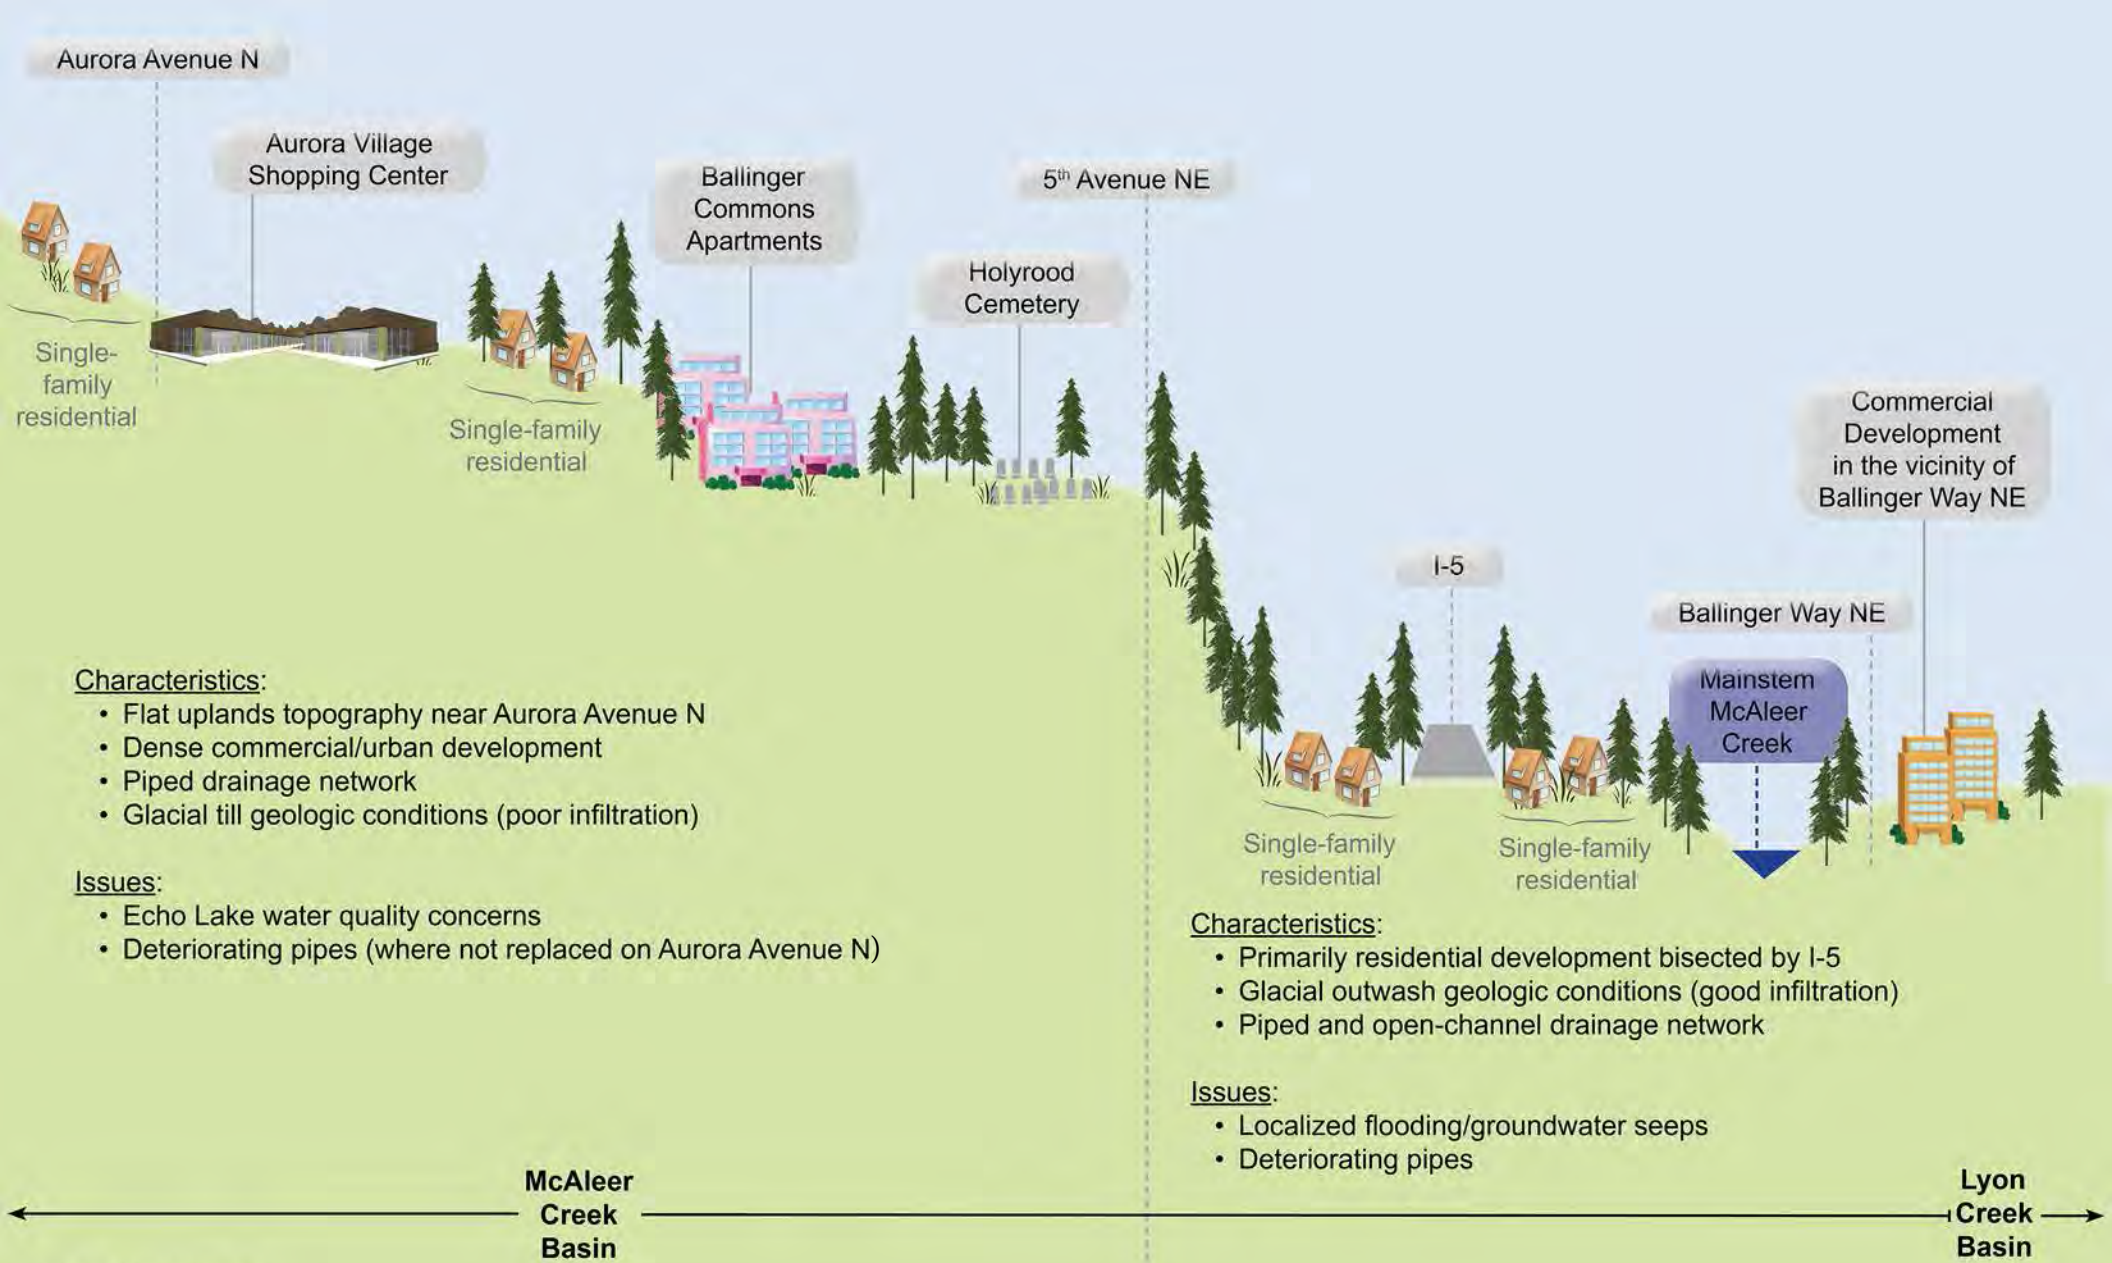 Aurora Avenue N
Aurora Village
Shopping Center
Ballinger
Commons
Apartments
5th Avenue NE
Holyrood
Cemetery
Single-
family
residential
Single-family
residential
Commercial
Development
in the vicinity of
Ballinger Way NE
I-5
Ballinger Way NE
Mainstem
McAleer
Creek
Single-family
residential
Single-family
residential
Characteristics:
• Flat uplands topography near Aurora Avenue N
• Dense commercial/urban development
• Piped drainage network
• Glacial till geologic conditions (poor infiltration)
Issues:
• Echo Lake water quality concerns
• Deteriorating pipes (where not replaced on Aurora Avenue N)
Characteristics:
• Primarily residential development bisected by I-5
• Glacial outwash geologic conditions (good infiltration)
• Piped and open-channel drainage network
Issues:
• Localized flooding/groundwater seeps
• Deteriorating pipes
McAleer
Creek
Basin
Lyon
Creek
Basin